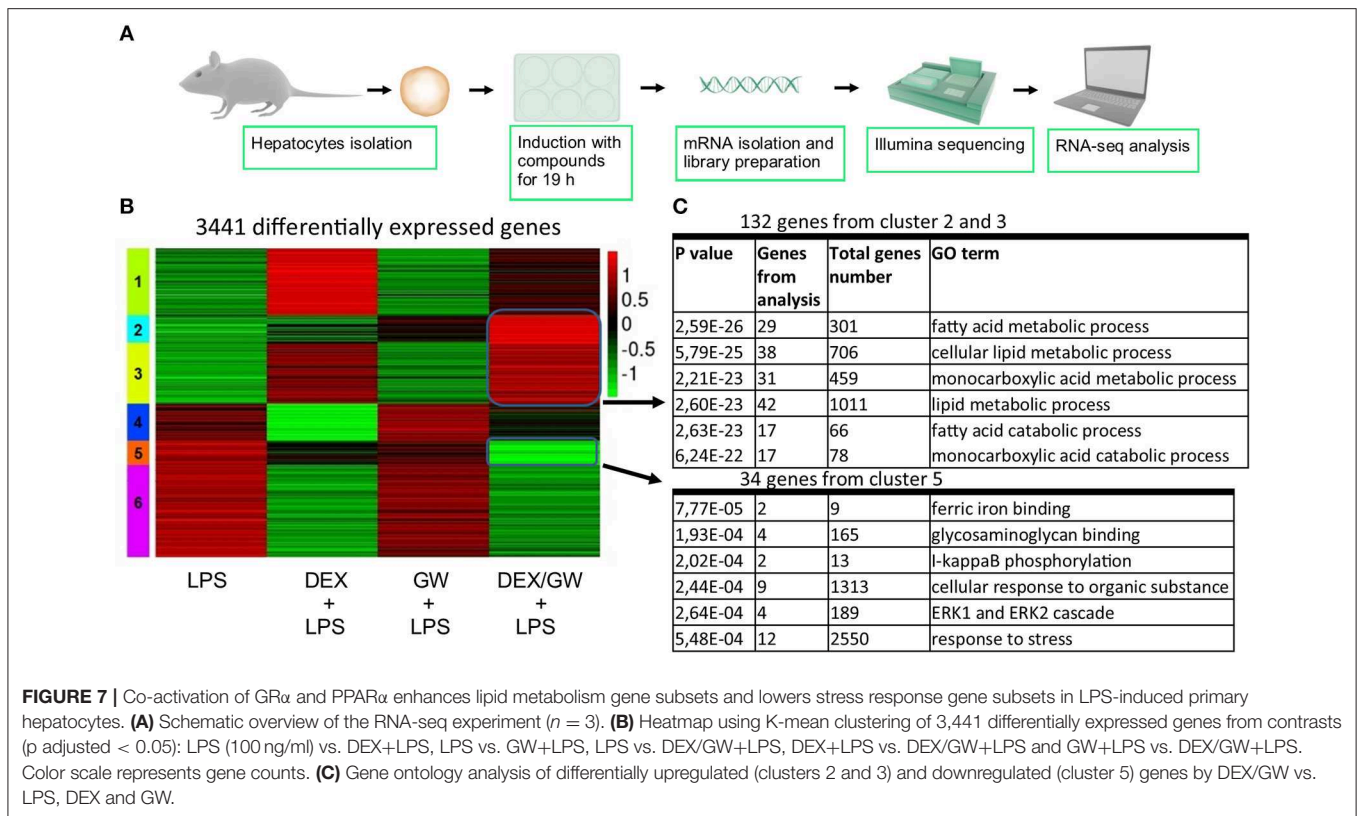 A
Hepatocytes isolation
Induction with
compounds
for 19 h
mRNA isolation and
library preparation
Illumina sequencing
RNA-seq analysis
B
3441 differentially expressed genes
1
2
3
4
5
6
1
0.5
0
-0.5
-1
LPS
DEX
+
LPS
GW
+
LPS
DEX/GW
+
LPS
C
132 genes from cluster 2 and 3
P value Genes from analysis Total genes number GO term
2,59E-26 29 301 fatty acid metabolic process
5,79E-25 38 706 cellular lipid metabolic process
2,21E-23 31 459 monocarboxylic acid metabolic process
2,60E-23 42 1011 lipid metabolic process
2,63E-23 17 66 fatty acid catabolic process
6,24E-22 17 78 monocarboxylic acid catabolic process
34 genes from cluster 5
7,77E-05 2 9 ferric iron binding
1,93E-04 4 165 glycosaminoglycan binding
2,02E-04 2 13 I-kappaB phosphorylation
2,44E-04 9 1313 cellular response to organic substance
2,64E-04 4 189 ERK1 and ERK2 cascade
5,48E-04 12 2550 response to stress
FIGURE 7 | Co-activation of GRα and PPARα enhances lipid metabolism gene subsets and lowers stress response gene subsets in LPS-induced primary
hepatocytes. (A) Schematic overview of the RNA-seq experiment (n = 3). (B) Heatmap using K-mean clustering of 3,441 differentially expressed genes from contrasts
(p adjusted < 0.05): LPS (100 ng/ml) vs. DEX+LPS, LPS vs. GW+LPS, LPS vs. DEX/GW+LPS, DEX+LPS vs. DEX/GW+LPS and GW+LPS vs. DEX/GW+LPS.
Color scale represents gene counts. (C) Gene ontology analysis of differentially upregulated (clusters 2 and 3) and downregulated (cluster 5) genes by DEX/GW vs.
LPS, DEX and GW.